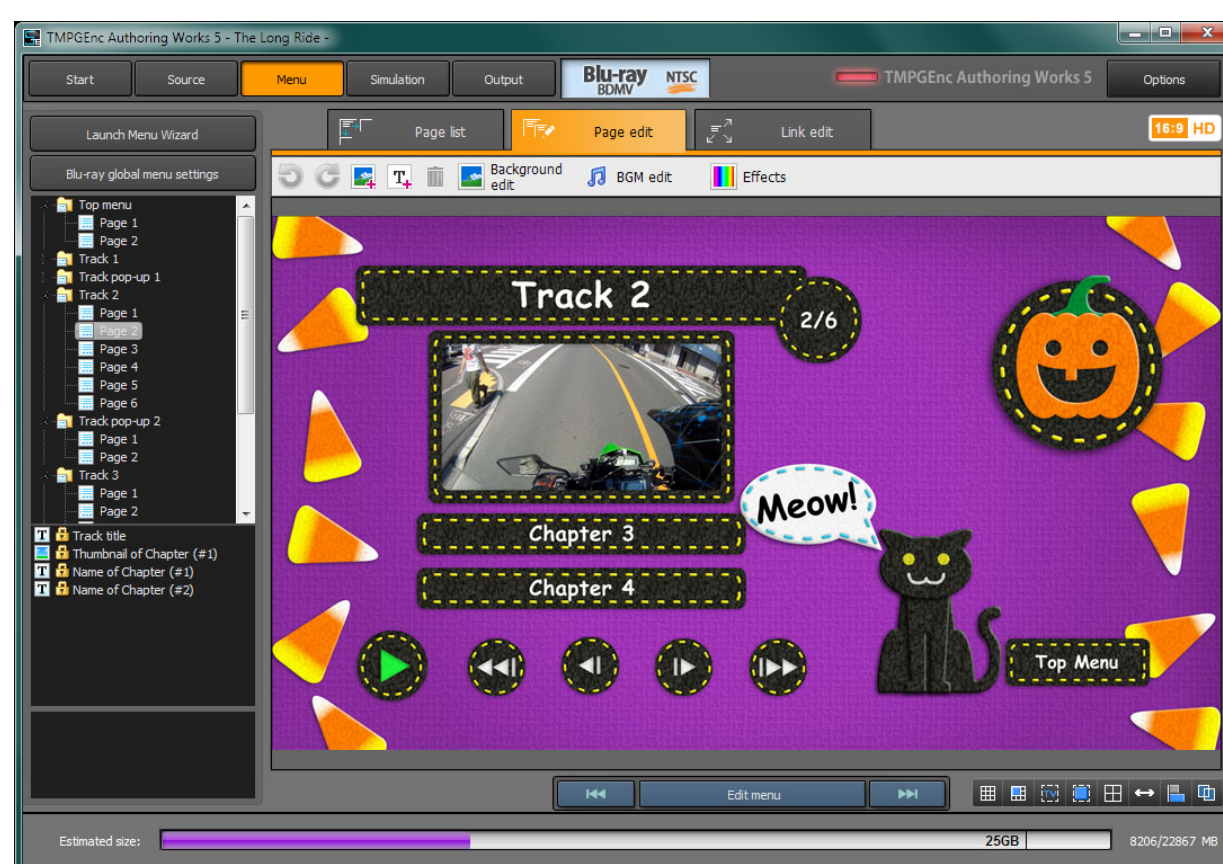 TMPGEnc Authoring Works 5 - The Long Ride -
Start
Source
Menu
Simulation
Output
Blu-ray NTSC
BDMV
TMPGEnc Authoring Works 5
Options
Launch Menu Wizard
Page list
Page edit
Link edit
16:9 HD
Blu-ray global menu settings
Background
edit
BGM edit
Effects
Top menu
Page 1
Page 2
Track 1
Track pop-up 1
Track 2
Page 1
Page 2
Page 3
Page 4
Page 5
Page 6
Track pop-up 2
Page 1
Page 2
Track 3
Page 1
Page 2
T Track title
Thumbnail of Chapter (#1)
T Name of Chapter (#1)
T Name of Chapter (#2)
Track 2
2/6
Meow!
Chapter 3
Chapter 4
Top Menu
Edit menu
TV
Estimated size:
25GB
8206/22867 MB